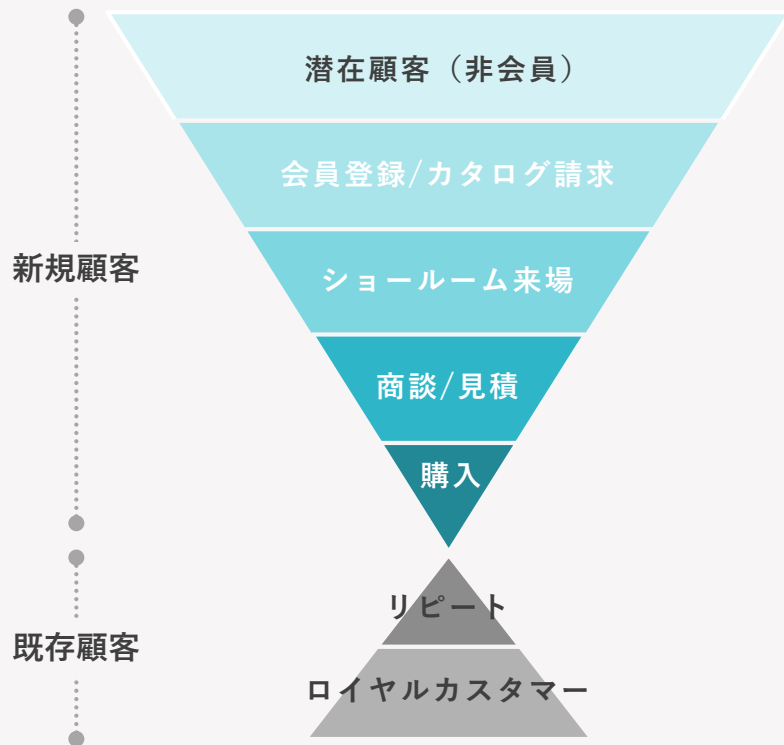 潜在顧客（非会員）
会員登録/カタログ請求
新規顧客
ショールーム来場
商談/見積
購入
リピート
既存顧客
ロイヤルカスタマー